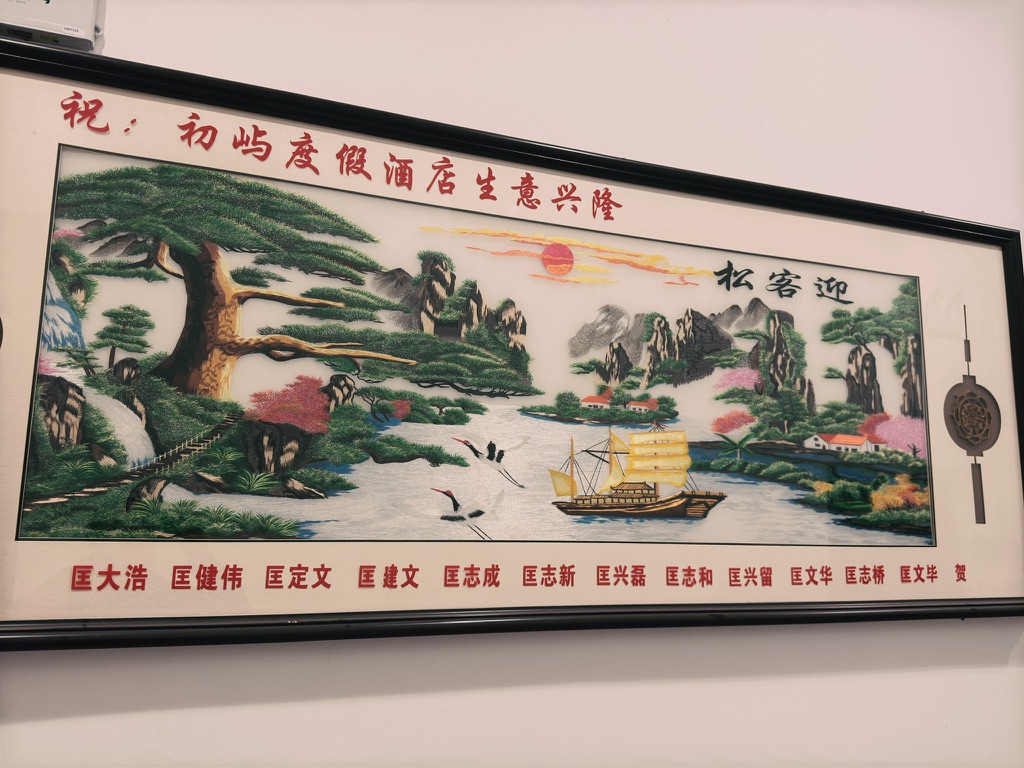 祝：初屿度假酒店生意兴隆
松客迎
匡大浩 匡健伟 匡定文 匡建文 匡志成 匡志新 匡兴磊 匡志和 匡兴留 匡文华 匡志桥 匡文毕 贺